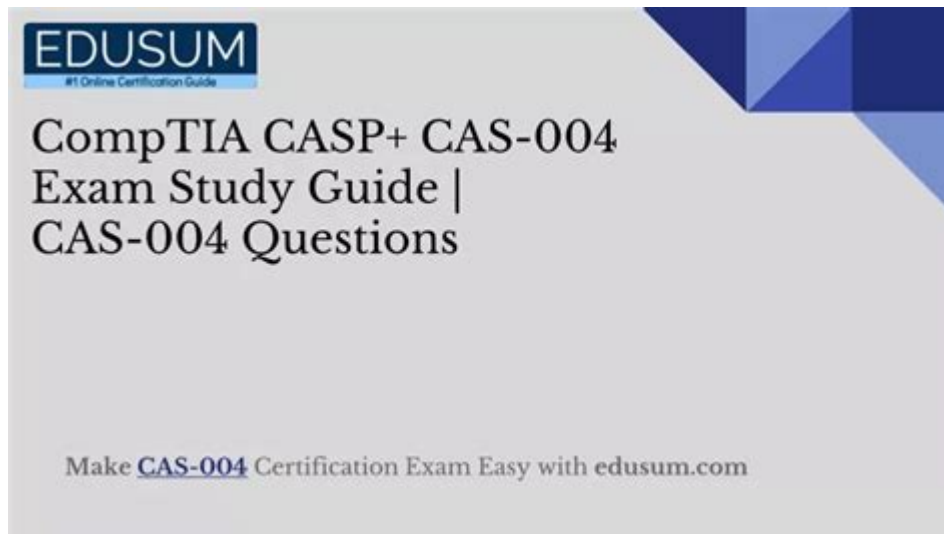 EDUSUM
#1 Online Certification Guide
CompTIA CASP+ CAS-004
Exam Study Guide |
CAS-004 Questions
Make CAS-004 Certification Exam Easy with edusum.com